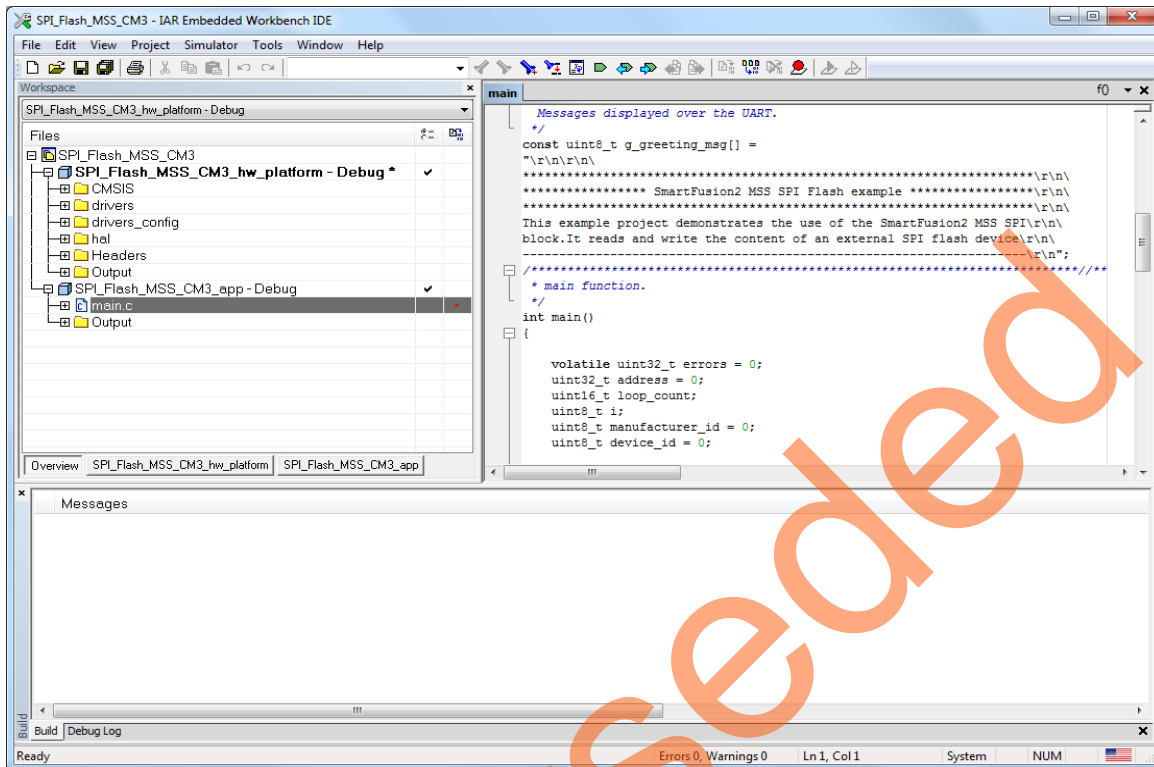 SPI_Flash_MSS_CM3 - IAR Embedded Workbench IDE
File Edit View Project Simulator Tools Window Help
Workspace
SPI_Flash_MSS_CM3_hw_platform - Debug
Files
SPI_Flash_MSS_CM3
SPI_Flash_MSS_CM3_hw_platform - Debug *
CMSIS
drivers
drivers_config
hal
Headers
Output
SPI_Flash_MSS_CM3_app - Debug
main.c
Output
Overview SPI_Flash_MSS_CM3_hw_platform SPI_Flash_MSS_CM3_app
main f()
Messages displayed over the UART.
*/
const uint8_t g_greeting_msg[] =
"\r\n\r\n\
**********************************************************************\r\n\
***************** SmartFusion2 MSS SPI Flash example *****************\r\n\
**********************************************************************\r\n\
This example project demonstrates the use of the SmartFusion2 MSS SPI\r\n\
block.It reads and write the content of an external SPI flash device\r\n\
----------------------------------------------------------------------\r\n";
/*************************************************************************//**
* main function.
*/
int main()
{
volatile uint32_t errors = 0;
uint32_t address = 0;
uint16_t loop_count;
uint8_t i;
uint8_t manufacturer_id = 0;
uint8_t device_id = 0;
Messages
Build
Build Debug Log
Ready Errors 0, Warnings 0 Ln 1, Col 1 System NUM
seded